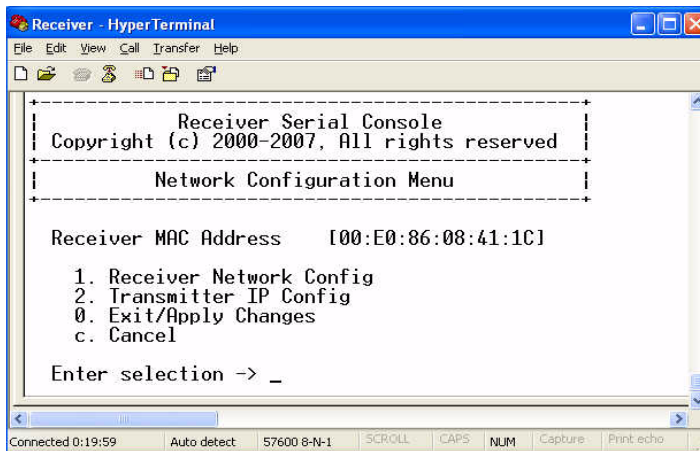 Receiver - HyperTerminal
File Edit View Call Transfer Help
Receiver Serial Console
Copyright (c) 2000-2007, All rights reserved
Network Configuration Menu
Receiver MAC Address [00:E0:86:08:41:1C]
1. Receiver Network Config
2. Transmitter IP Config
0. Exit/Apply Changes
c. Cancel
Enter selection -> _
Connected 0:19:59 Auto detect 57600 8-N-1 SCROLL CAPS NUM Capture Print echo